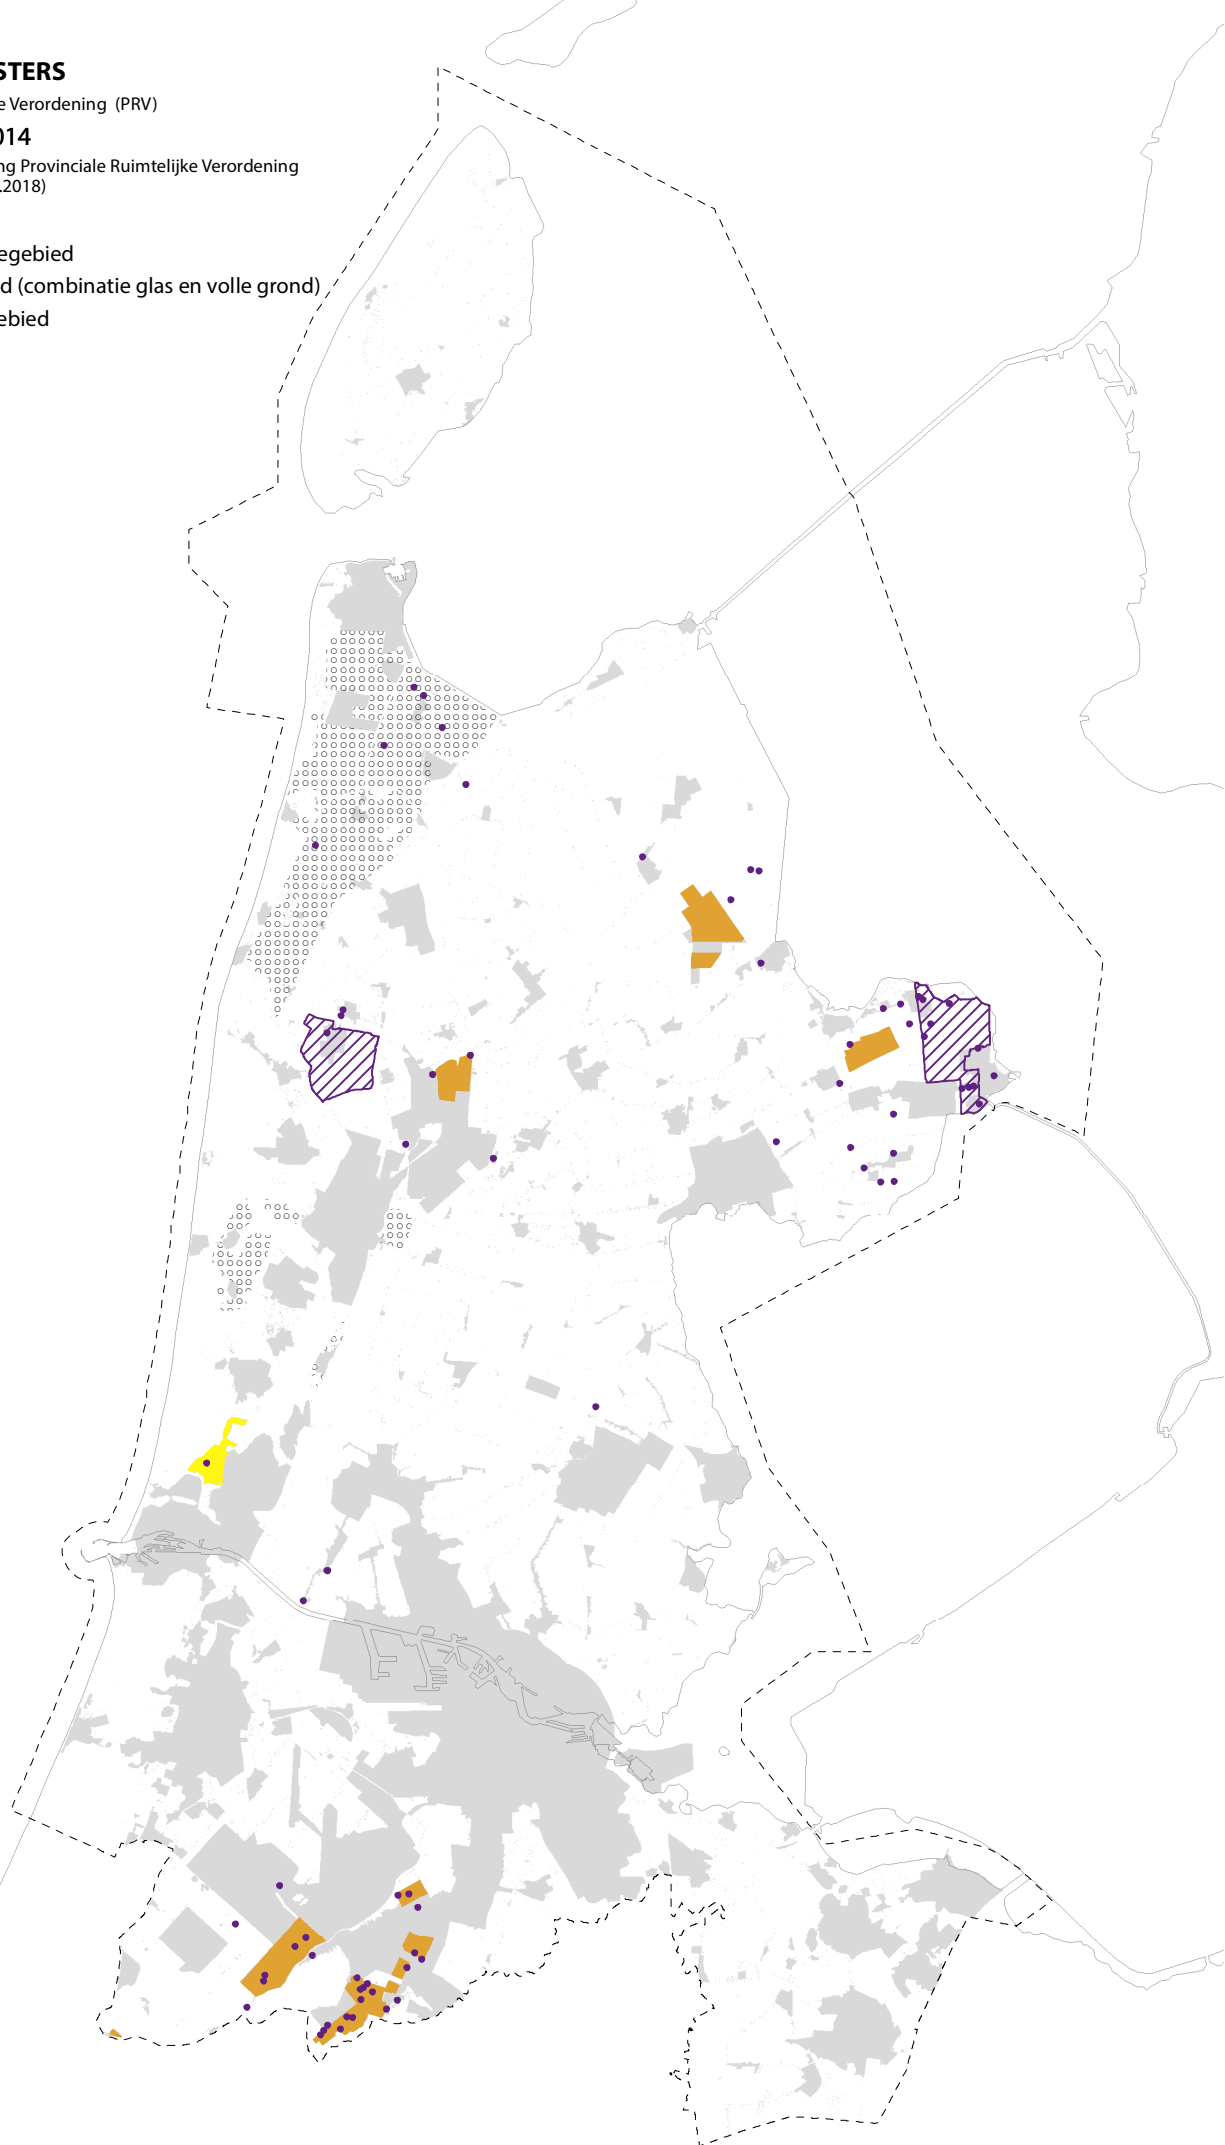 STERS
e Verordening (PRV)
014
ng Provinciale Ruimtelijke Verordening
.2018)
egebied
d (combinatie glas en volle grond)
ebied